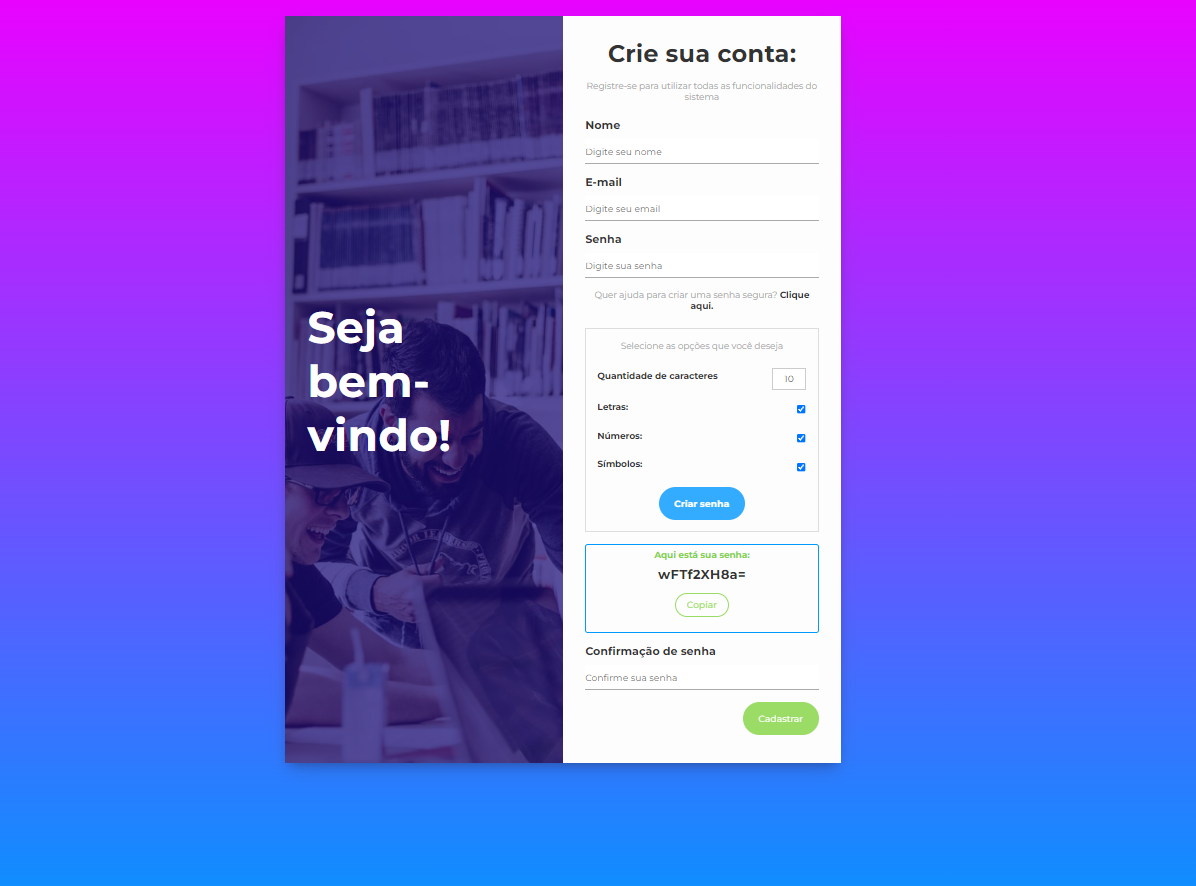 Seja
bem-
vindo!
Crie sua conta:
Registre-se para utilizar todas as funcionalidades do
sistema
Nome
Digite seu nome
E-mail
Digite seu email
Senha
Digite sua senha
Quer ajuda para criar uma senha segura? Clique
aqui.
Selecione as opções que você deseja
Quantidade de caracteres
10
Letras:
Números:
Símbolos:
Criar senha
Aqui está sua senha:
wFTf2XH8a=
Copiar
Confirmação de senha
Confirme sua senha
Cadastrar